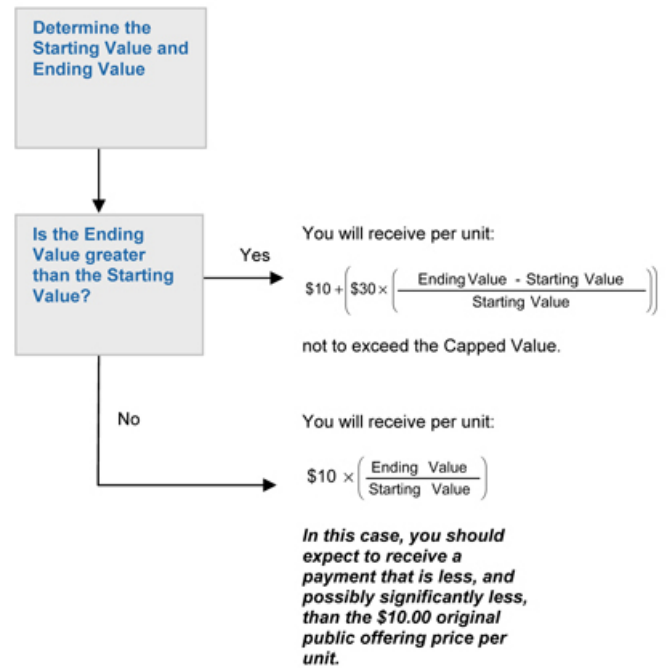 Determine the
Starting Value and
Ending Value
Is the Ending
Value greater
than the Starting
Value?
Yes
You will receive per unit:
$10 + ($30 × (Ending Value - Starting Value
Starting Value))
not to exceed the Capped Value.
No
You will receive per unit:
$10 × (Ending Value
Starting Value)
In this case, you should
expect to receive a
payment that is less, and
possibly significantly less,
than the $10.00 original
public offering price per
unit.